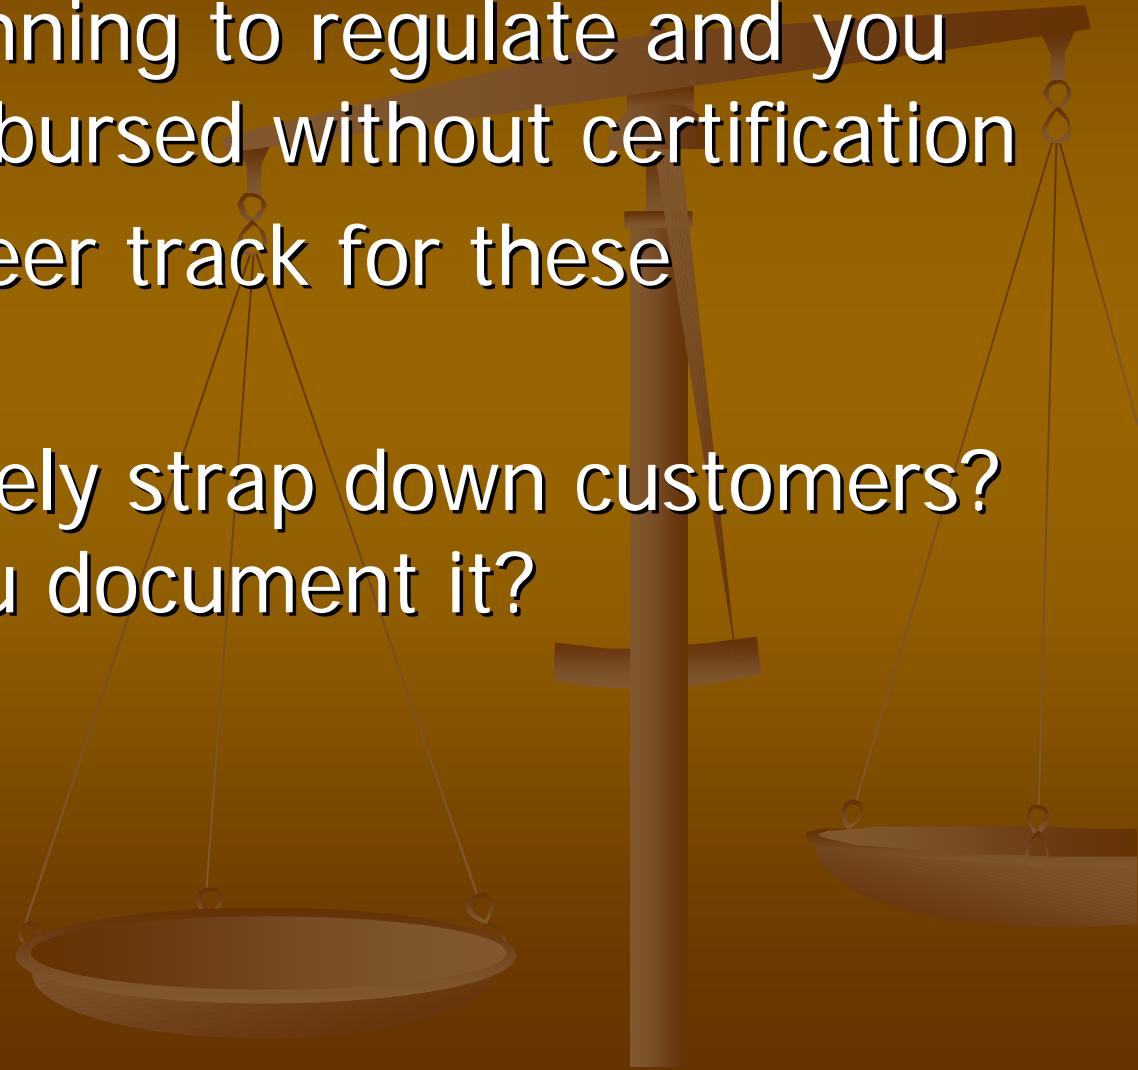 nning to regulate and you
bursed without certification
eer track for these
ely strap down customers?
u document it?